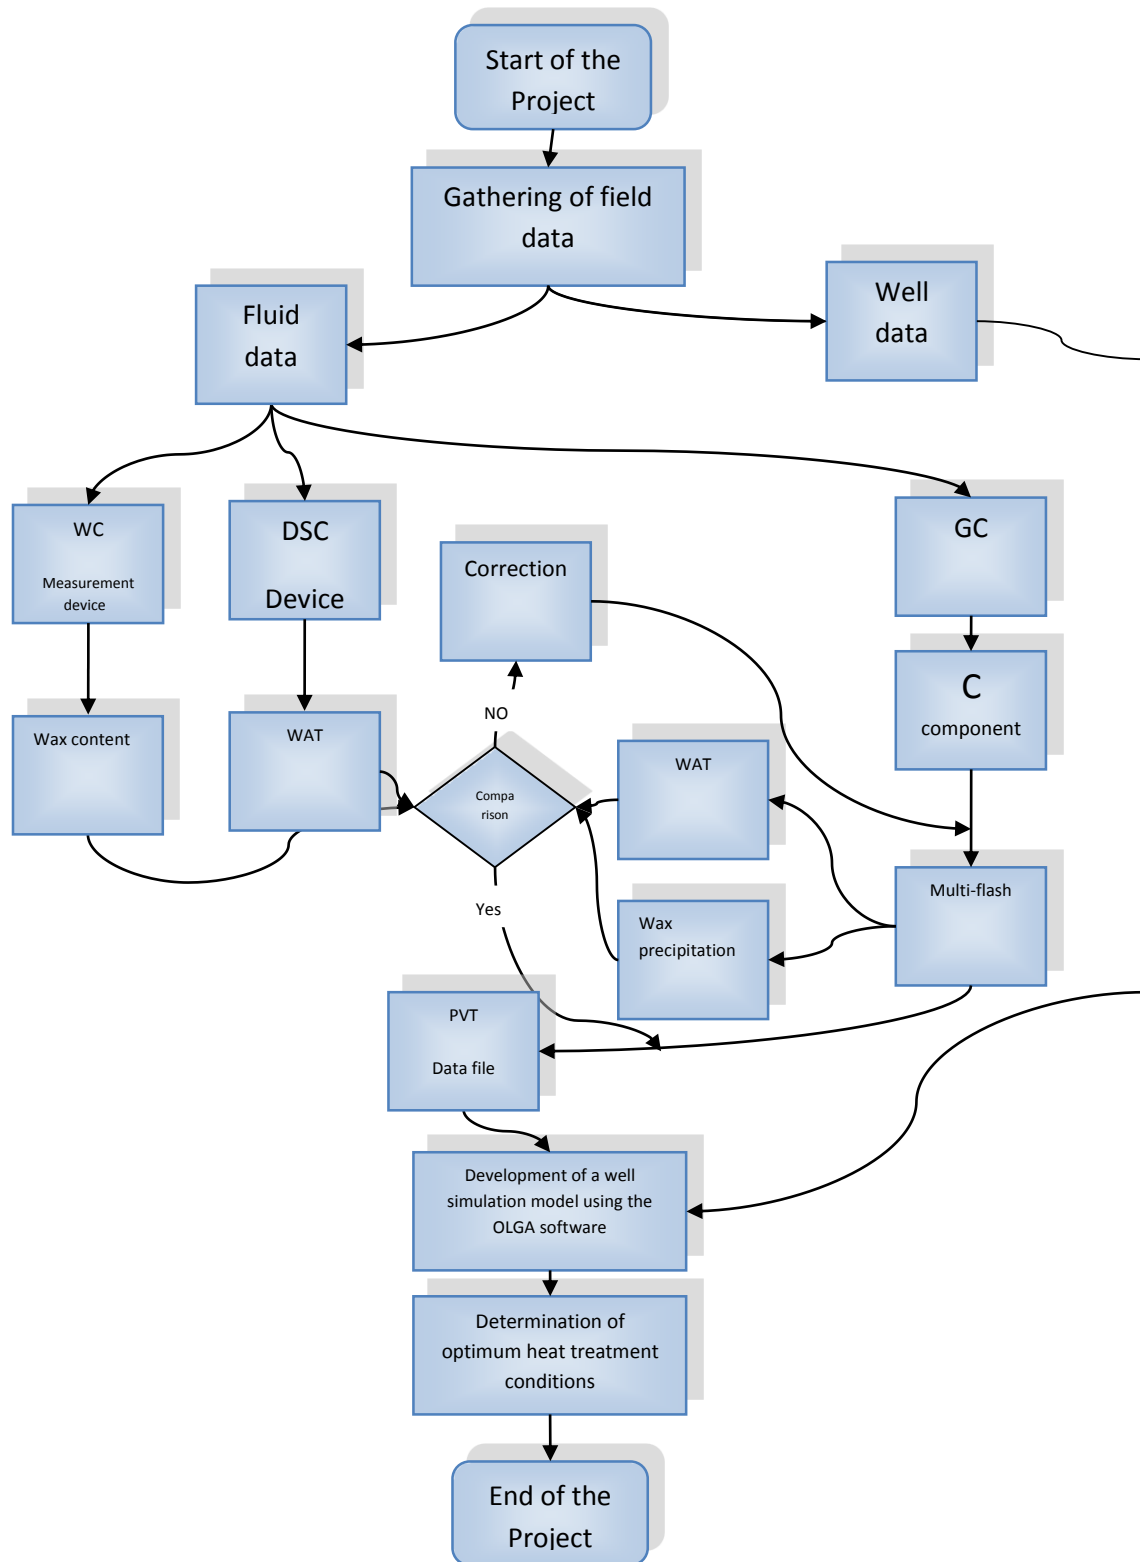 Start of the
Project
Gathering of field
data
Fluid
data
Well
data
WC
Measurement
device
DSC
Device
Correction
GC
C
component
Wax content
WAT
NO
Compa
rison
WAT
Yes
Wax
precipitation
Multi-flash
PVT
Data file
Development of a well
simulation model using the
OLGA software
Determination of
optimum heat treatment
conditions
End of the
Project